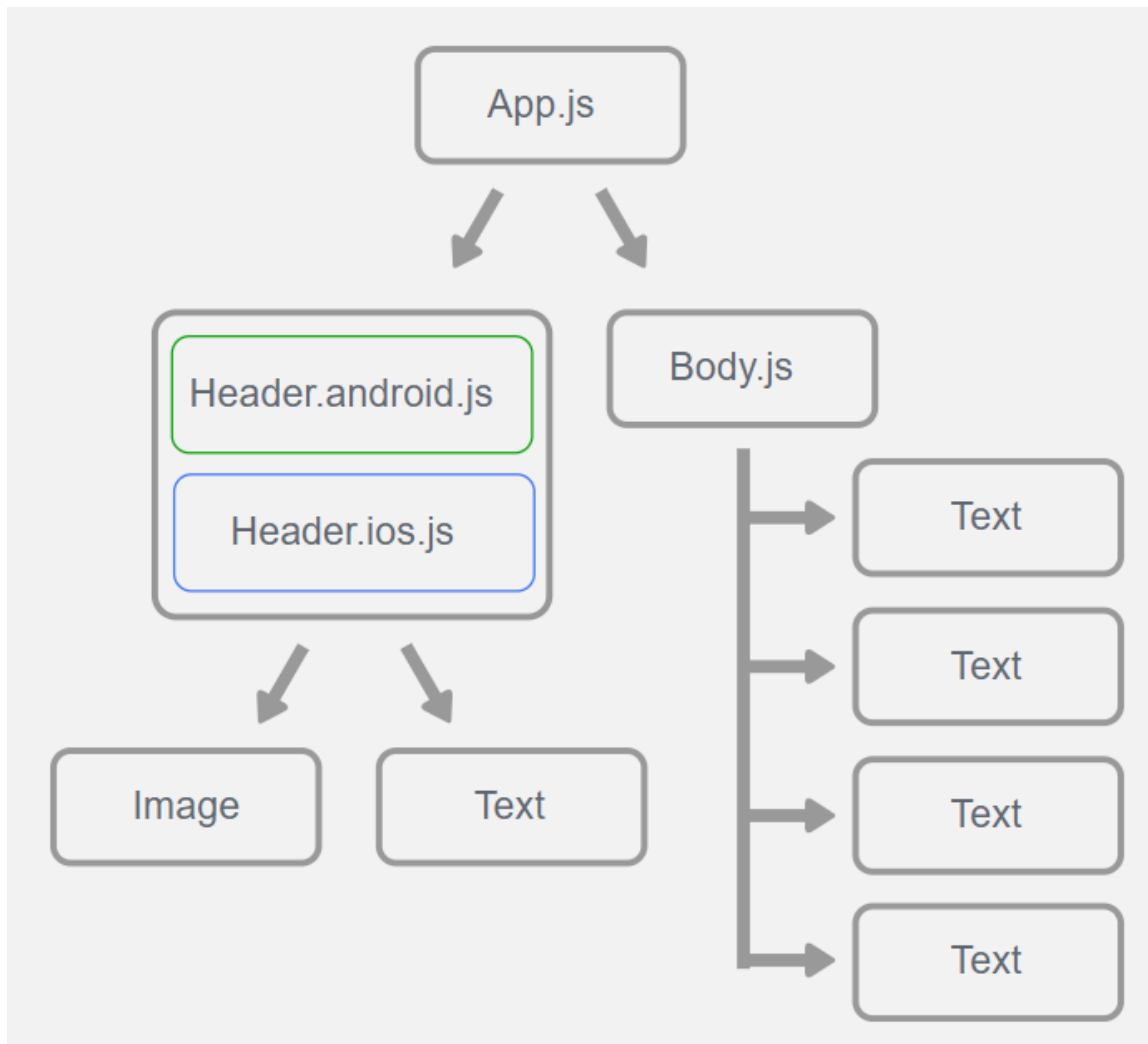 App.js
Header.android.js
Header.ios.js
Body.js
Image
Text
Text
Text
Text
Text